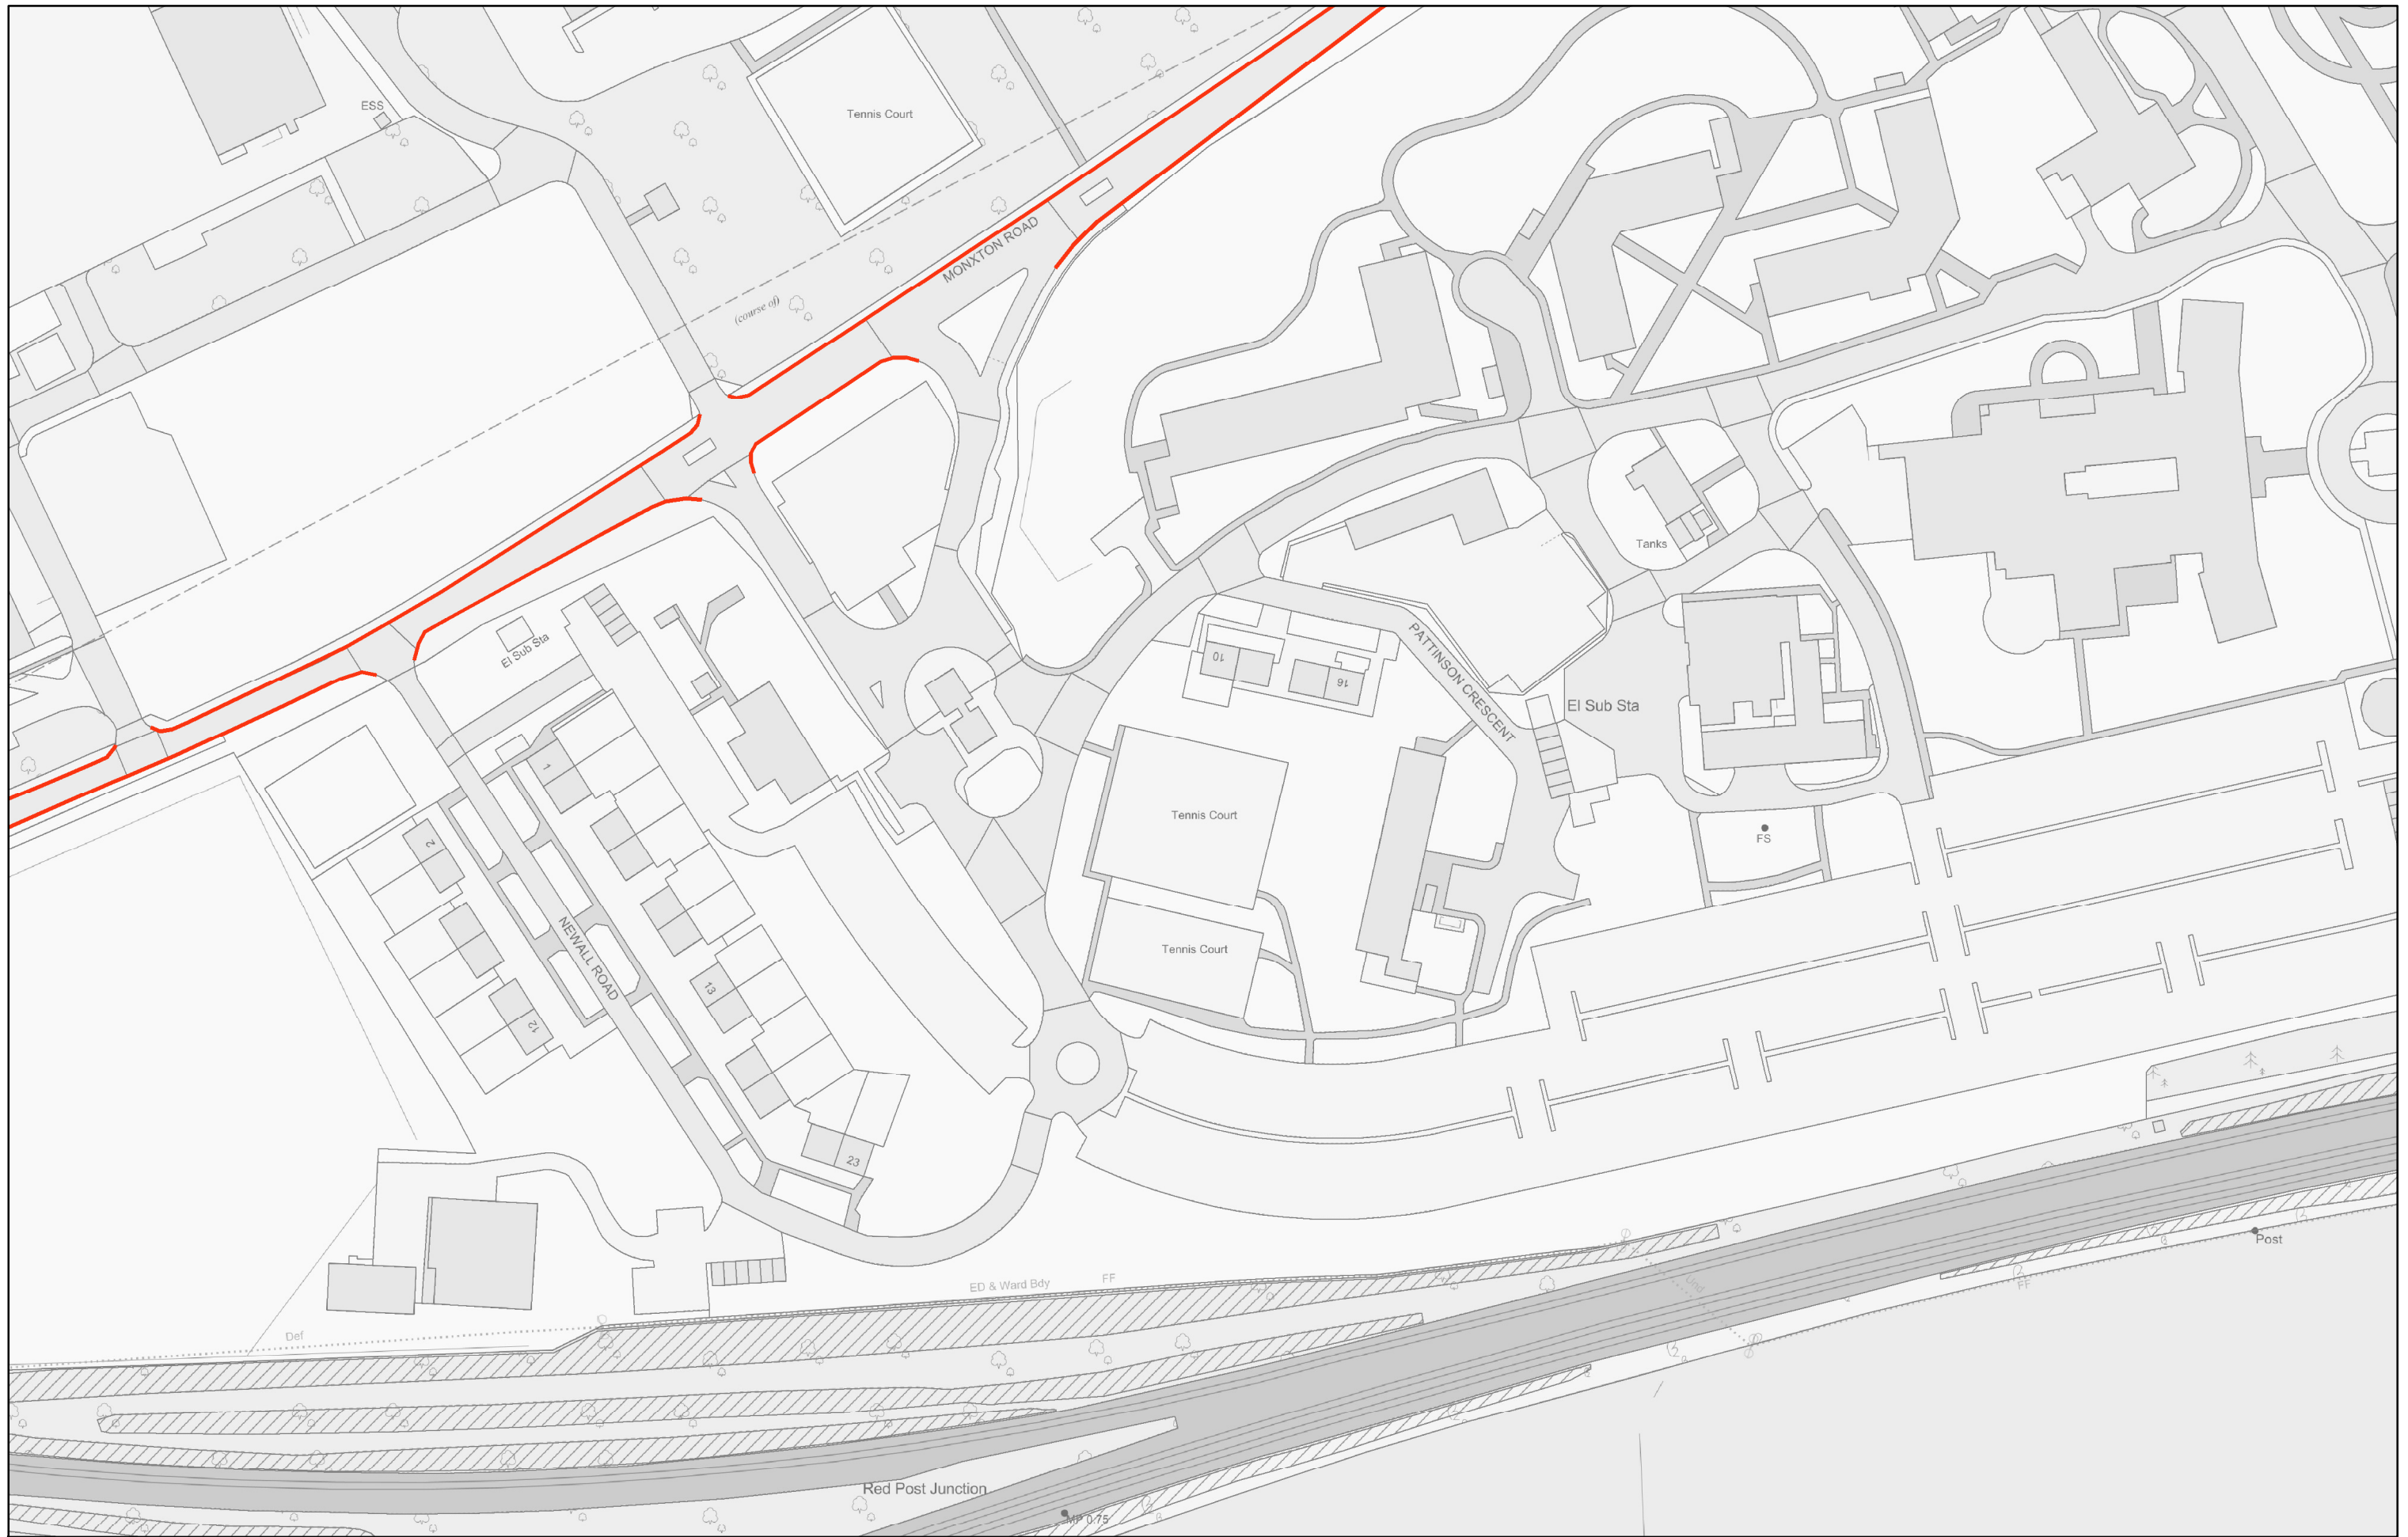 ESS
Tennis Court
MONXTON ROAD
(course of)
Tanks
El Sub Sta
10
16
PATTINSON CRESCENT
El Sub Sta
1
Tennis Court
FS
2
NEWALL ROAD
Tennis Court
13
12
23
Post
ED & Ward Bdy
FF
Und
FF
Def
Red Post Junction
MP 0.75